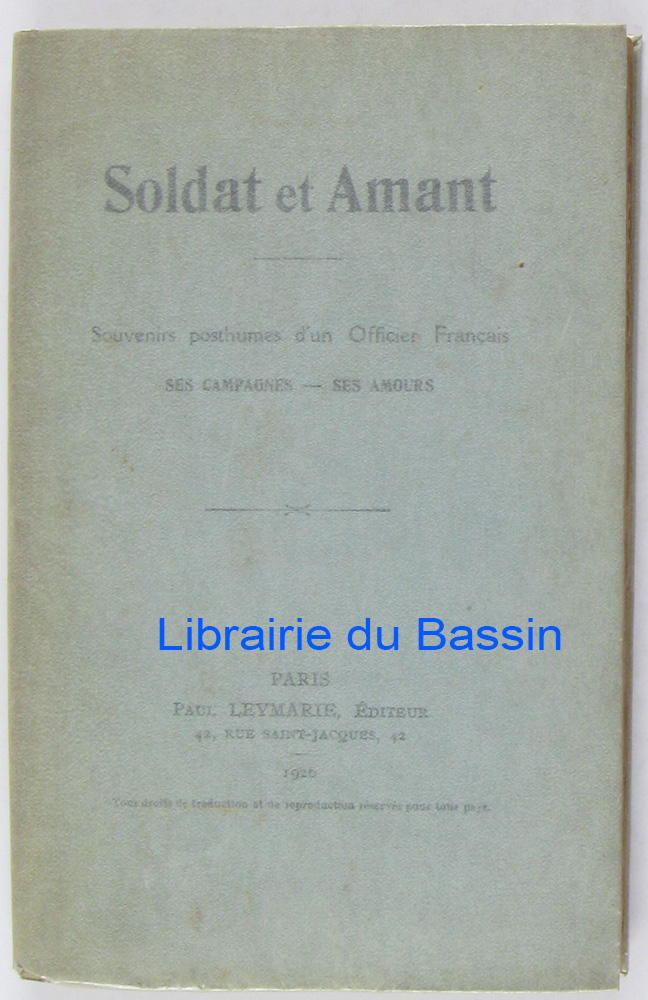 Soldat et Amant
Souvenirs posthumes d'un Officier Français
SES CAMPAGNES — SES AMOURS
Librairie du Bassin
PARIS
PAUL LEYMARIE, ÉDITEUR
42, RUE SAINT-JACQUES, 42
1926
Tous droits de traduction et de reproduction réservés pour tous pays.